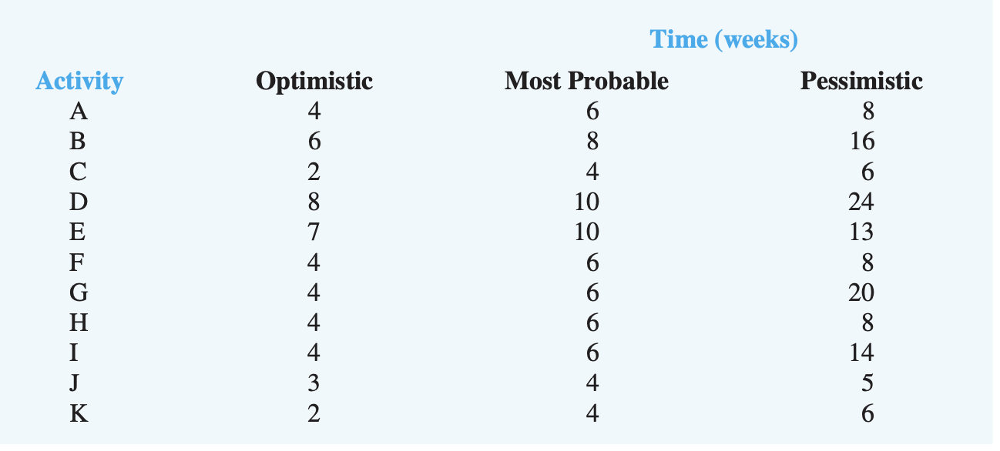 Time (weeks)
Activity Optimistic Most Probable Pessimistic
A 4 6 8
B 6 8 16
C 2 4 6
D 8 10 24
E 7 10 13
F 4 6 8
G 4 6 20
H 4 6 8
I 4 6 14
J 3 4 5
K 2 4 6